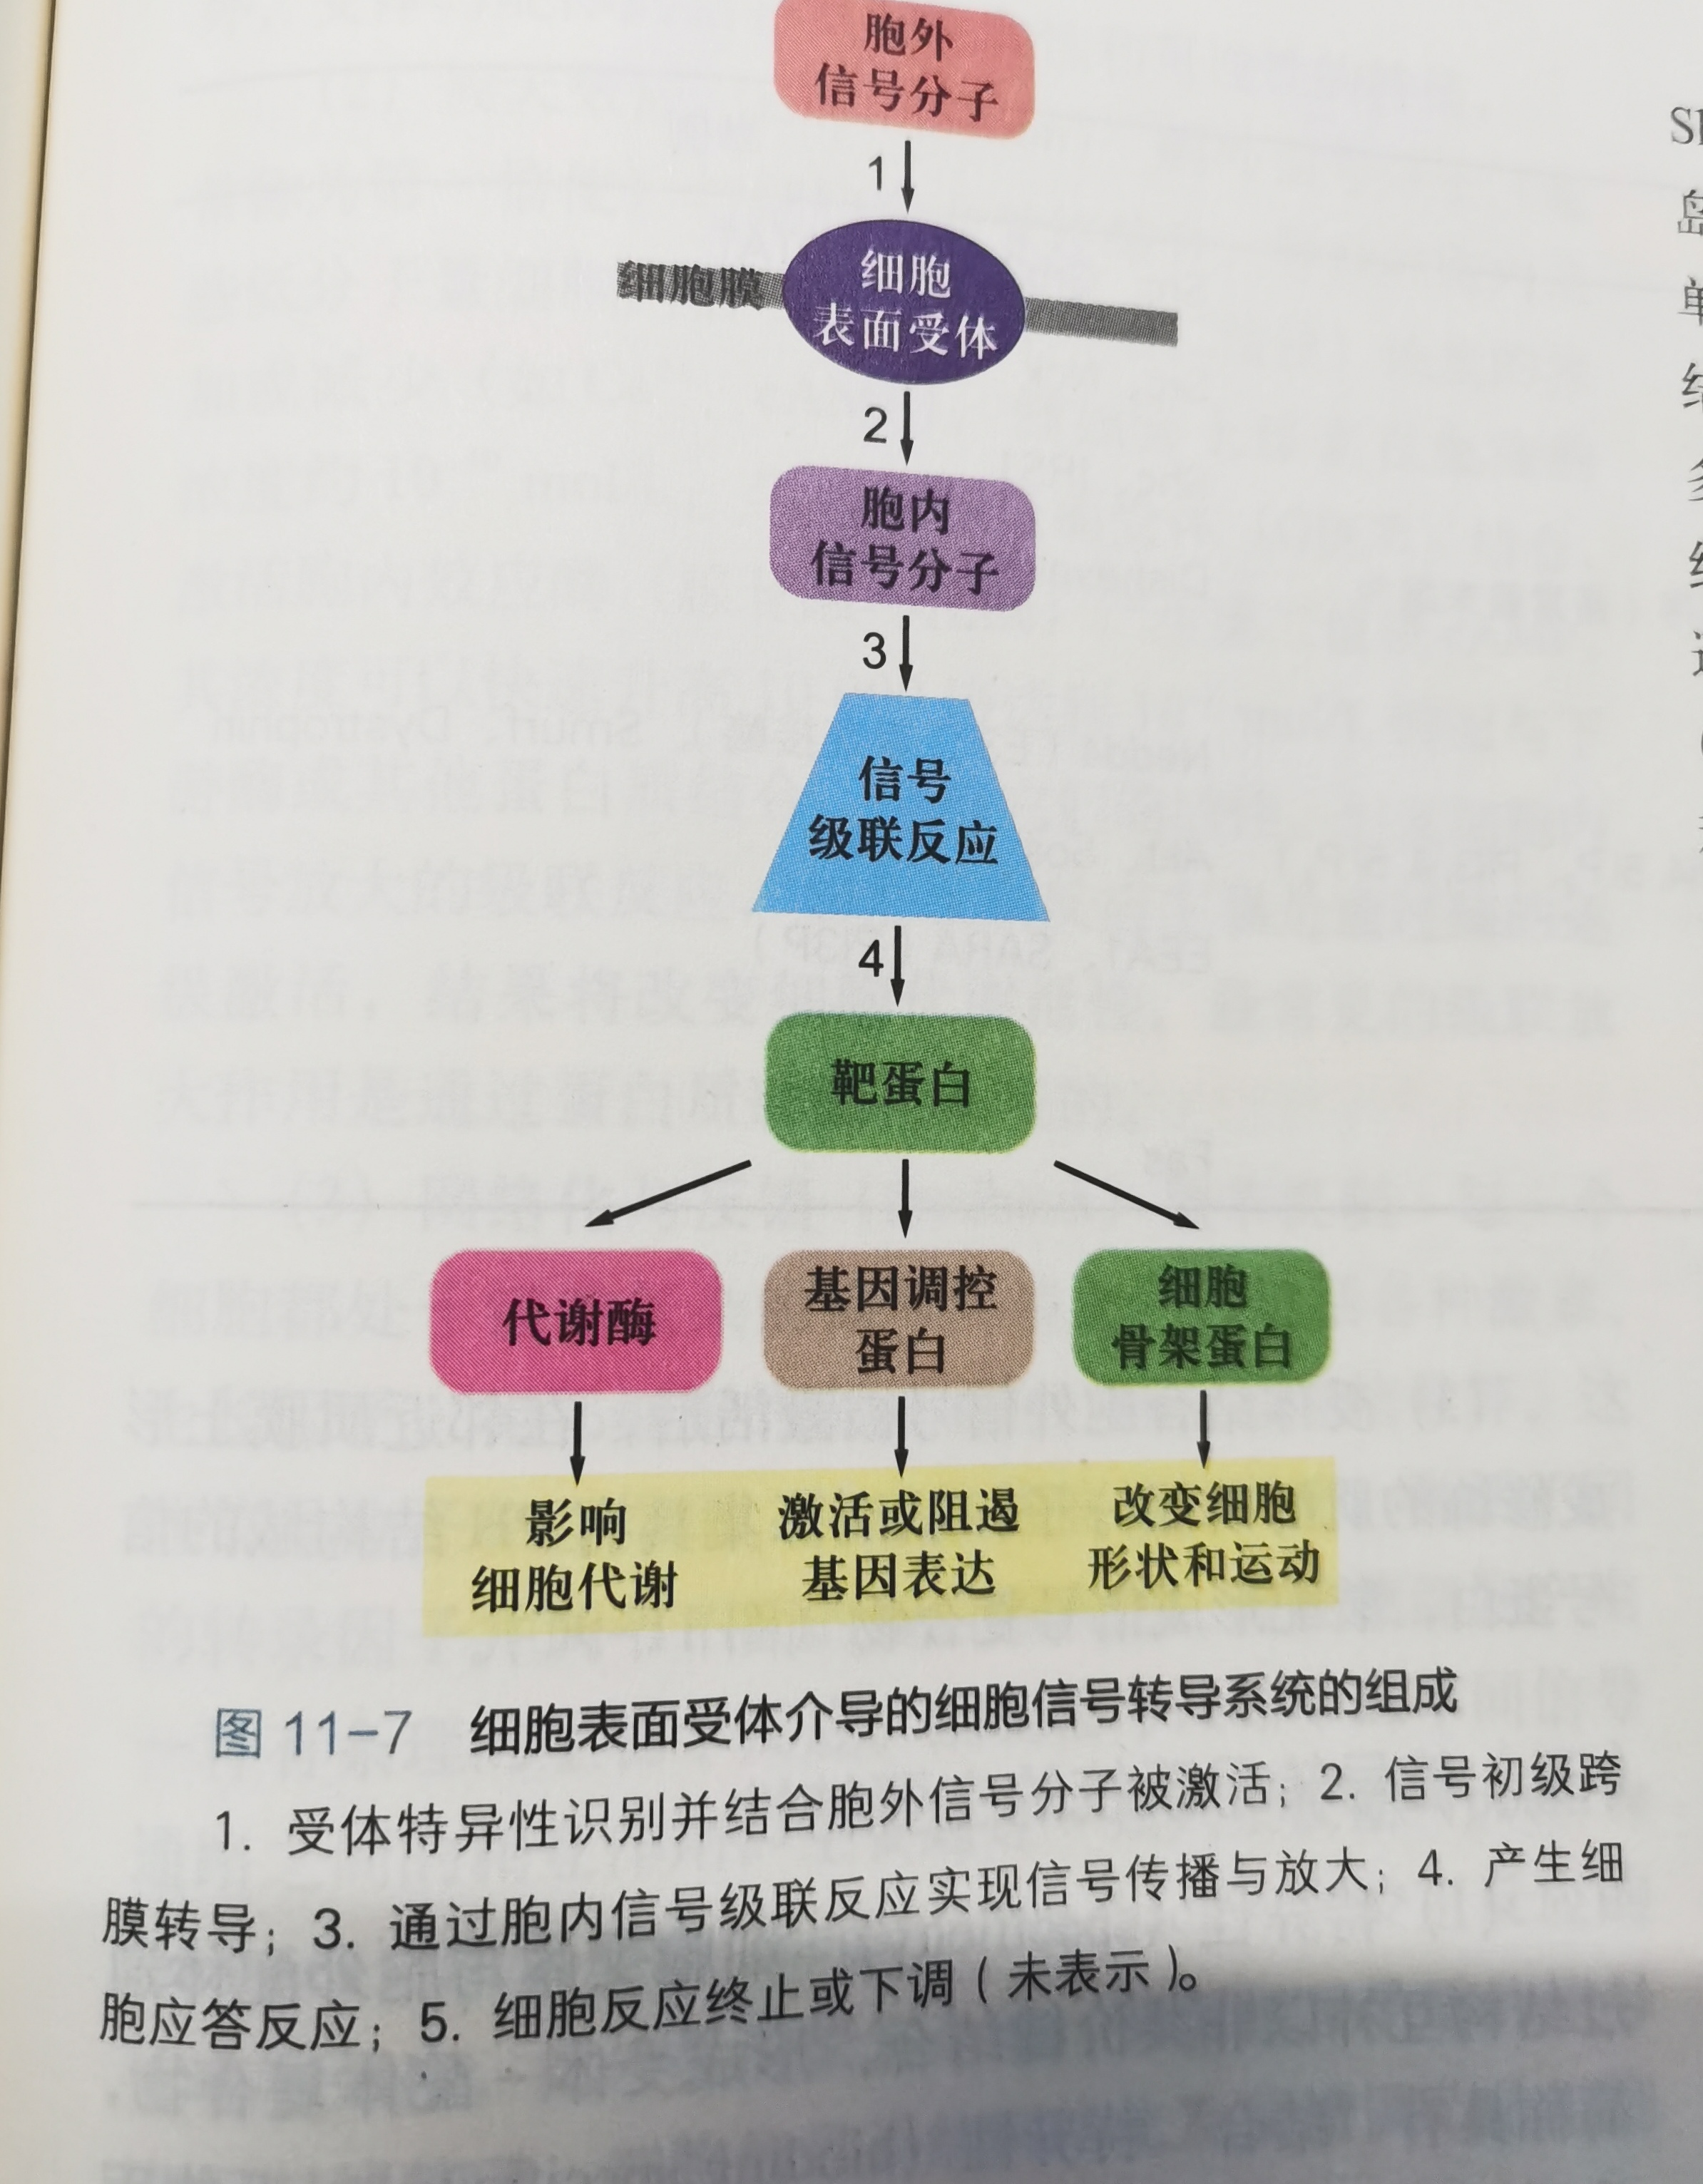 胞外
信号分子
1
细胞膜
细胞
表面受体
2
胞内
信号分子
3
信号
级联反应
4
靶蛋白
代谢酶
基因调控
蛋白
细胞
骨架蛋白
影响
细胞代谢
激活或阻遏
基因表达
改变细胞
形状和运动
图 11-7 细胞表面受体介导的细胞信号转导系统的组成
1. 受体特异性识别并结合胞外信号分子被激活；2. 信号初级跨
膜转导；3. 通过胞内信号级联反应实现信号传播与放大；4. 产生细
胞应答反应；5. 细胞反应终止或下调（未表示）。